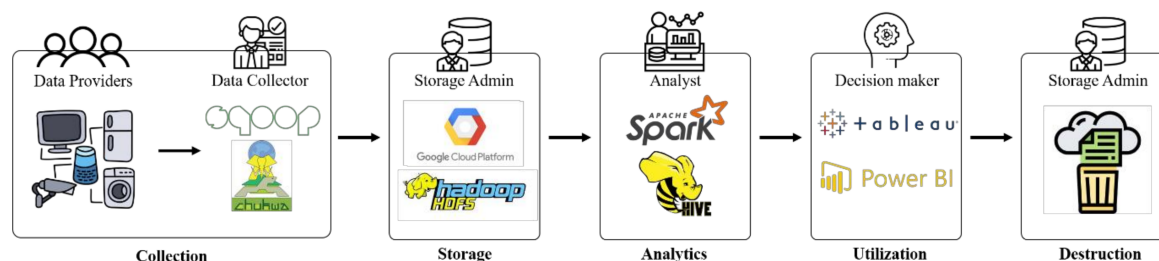 Data Providers
Data Collector
sqoop
chukwa
Collection
Storage Admin
Google Cloud Platform
hadoop
HDFS
Storage
Analyst
APACHE
Spark
HIVE
Analytics
Decision maker
+ableau
Power BI
Utilization
Storage Admin
Destruction